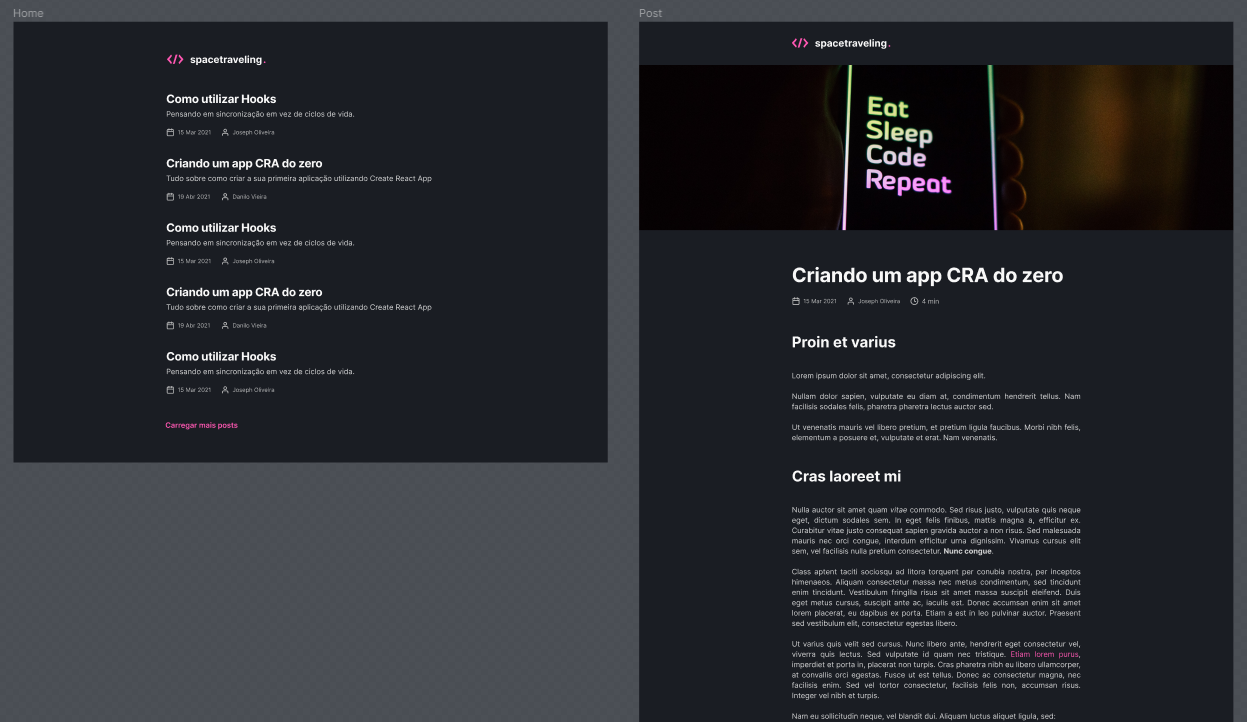 Home
</> spacetraveling.
Como utilizar Hooks
Pensando em sincronização em vez de ciclos de vida.
15 Mar 2021 Joseph Oliveira
Criando um app CRA do zero
Tudo sobre como criar a sua primeira aplicação utilizando Create React App
19 Abr 2021 Danilo Vieira
Como utilizar Hooks
Pensando em sincronização em vez de ciclos de vida.
15 Mar 2021 Joseph Oliveira
Criando um app CRA do zero
Tudo sobre como criar a sua primeira aplicação utilizando Create React App
19 Abr 2021 Danilo Vieira
Como utilizar Hooks
Pensando em sincronização em vez de ciclos de vida.
15 Mar 2021 Joseph Oliveira
Carregar mais posts
Post
</> spacetraveling.
Eat
Sleep
Code
Repeat
Criando um app CRA do zero
15 Mar 2021 Joseph Oliveira 4 min
Proin et varius
Lorem ipsum dolor sit amet, consectetur adipiscing elit.
Nullam dolor sapien, vulputate eu diam at, condimentum hendrerit tellus. Nam
facilisis sodales felis, pharetra pharetra lectus auctor sed.
Ut venenatis mauris vel libero pretium, et pretium ligula faucibus. Morbi nibh felis,
elementum a posuere et, vulputate et erat. Nam venenatis.
Cras laoreet mi
Nulla auctor sit amet quam vitae commodo. Sed risus justo, vulputate quis neque
eget, dictum sodales sem. In eget felis finibus, mattis magna a, efficitur ex.
Curabitur vitae justo consequat sapien gravida auctor a non risus. Sed malesuada
mauris nec orci congue, interdum efficitur urna dignissim. Vivamus cursus elit
sem, vel facilisis nulla pretium consectetur. Nunc congue.
Class aptent taciti sociosqu ad litora torquent per conubia nostra, per inceptos
himenaeos. Aliquam consectetur massa nec metus condimentum, sed tincidunt
enim tincidunt. Vestibulum fringilla risus sit amet massa suscipit eleifend. Duis
eget metus cursus, suscipit ante ac, iaculis est. Donec accumsan enim sit amet
lorem placerat, eu dapibus ex porta. Etiam a est in leo pulvinar auctor. Praesent
sed vestibulum elit, consectetur egestas libero.
Ut varius quis velit sed cursus. Nunc libero ante, hendrerit eget consectetur vel,
viverra quis lectus. Sed vulputate id quam nec tristique. Etiam lorem purus,
imperdiet et porta in, placerat non turpis. Cras pharetra nibh eu libero ullamcorper,
at convallis orci egestas. Fusce ut est tellus. Donec ac consectetur magna, nec
facilisis enim. Sed vel tortor consectetur, facilisis felis non, accumsan risus.
Integer vel nibh et turpis.
Nam eu sollicitudin neque, vel blandit dui. Aliquam luctus aliquet ligula, sed: